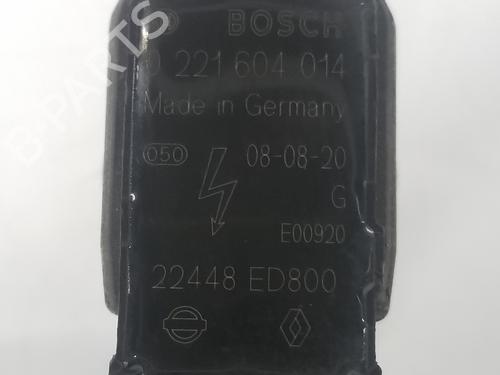 BOSCH
0 221 604 014
Made in Germany
050 08-08-20
G
E00920
22448 ED800
B-PARTS